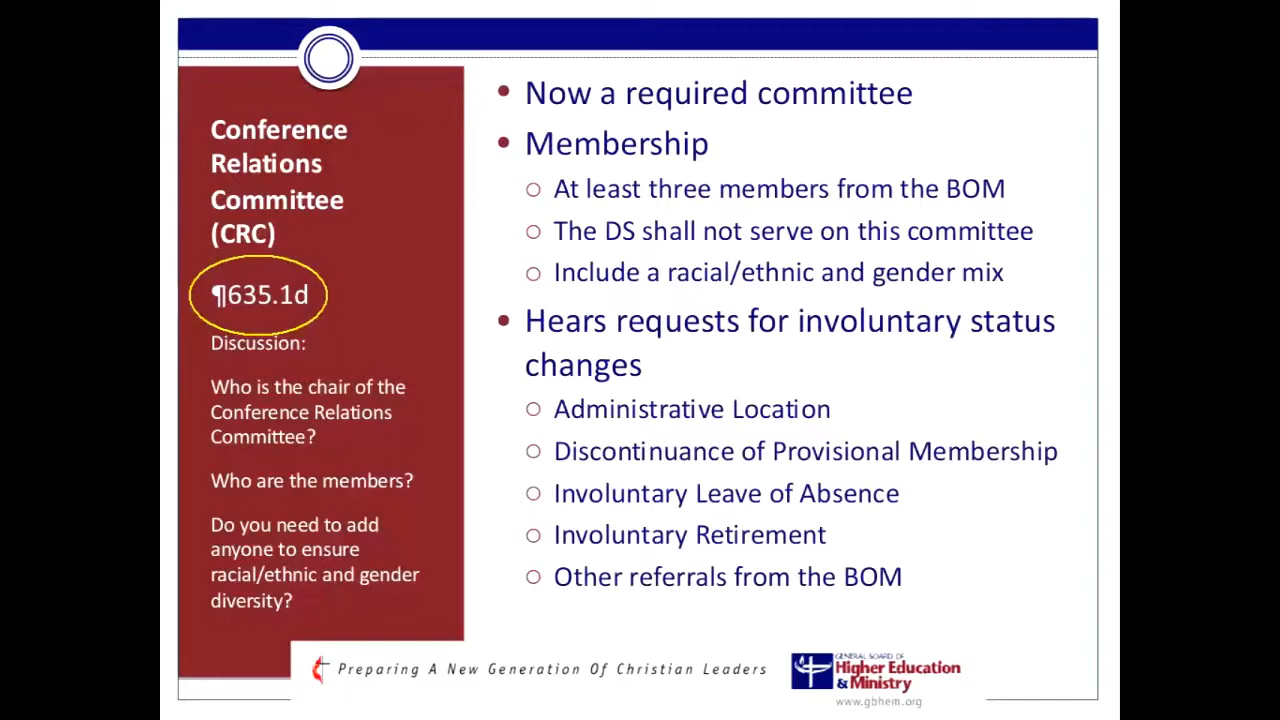 Conference
Relations
Committee
(CRC)
¶635.1d
Discussion:
Who is the chair of the
Conference Relations
Committee?
Who are the members?
Do you need to add
anyone to ensure
racial/ethnic and gender
diversity?
• Now a required committee
• Membership
○ At least three members from the BOM
○ The DS shall not serve on this committee
○ Include a racial/ethnic and gender mix
• Hears requests for involuntary status
changes
○ Administrative Location
○ Discontinuance of Provisional Membership
○ Involuntary Leave of Absence
○ Involuntary Retirement
○ Other referrals from the BOM
Preparing A New Generation Of Christian Leaders
GENERAL BOARD OF
Higher Education
& Ministry
www.gbhem.org